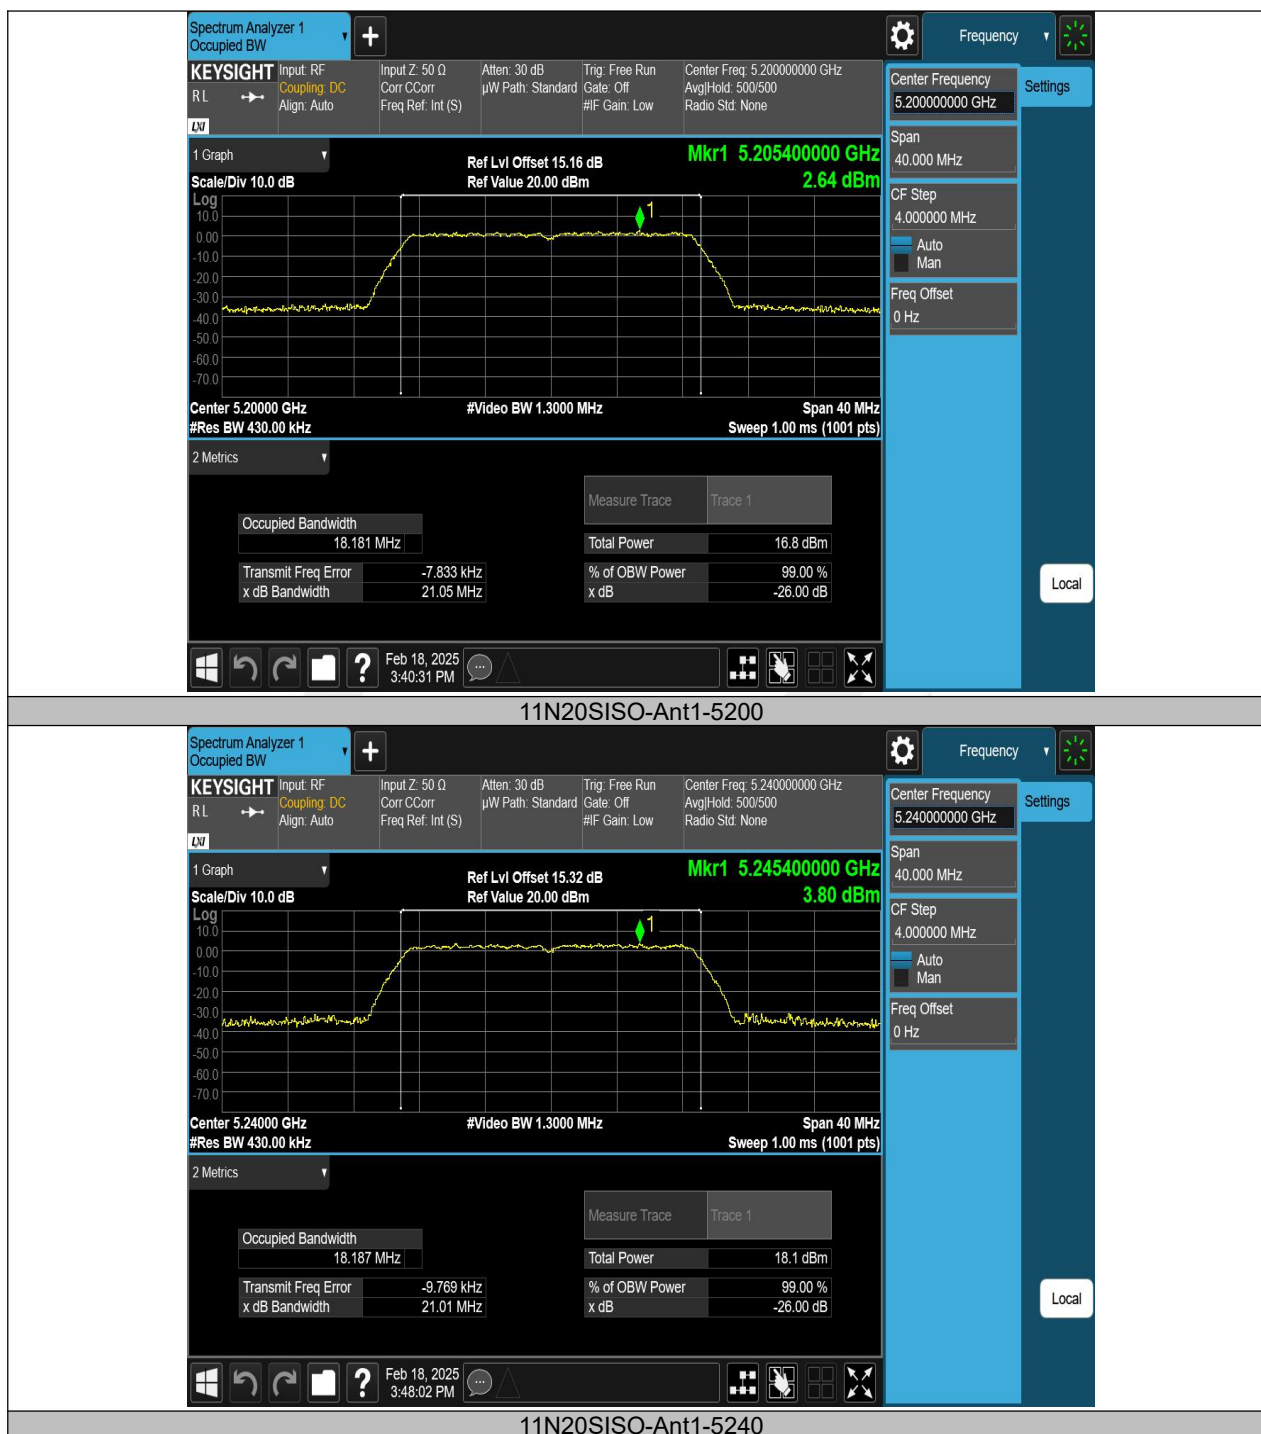 Spectrum Analyzer 1
Occupied BW
+
Frequency
KEYSIGHT
R L
LXI
Input: RF
Coupling: DC
Align: Auto
Input Z: 50 Ω
Corr CCorr
Freq Ref: Int (S)
Atten: 30 dB
µW Path: Standard
Trig: Free Run
Gate: Off
#IF Gain: Low
Center Freq: 5.200000000 GHz
Avg|Hold: 500/500
Radio Std: None
Center Frequency
5.200000000 GHz
Settings
Span
40.000 MHz
CF Step
4.000000 MHz
Auto
Man
Freq Offset
0 Hz
Local
1 Graph
Scale/Div 10.0 dB
Ref Lvl Offset 15.16 dB
Ref Value 20.00 dBm
Mkr1 5.205400000 GHz
2.64 dBm
Log
10.0
0.00
-10.0
-20.0
-30.0
-40.0
-50.0
-60.0
-70.0
1
Center 5.20000 GHz
#Video BW 1.3000 MHz
Span 40 MHz
#Res BW 430.00 kHz
Sweep 1.00 ms (1001 pts)
2 Metrics
Measure Trace Trace 1
Occupied Bandwidth
18.181 MHz
Total Power 16.8 dBm
Transmit Freq Error -7.833 kHz
% of OBW Power 99.00 %
x dB Bandwidth 21.05 MHz
x dB -26.00 dB
?
Feb 18, 2025
3:40:31 PM
11N20SISO-Ant1-5200
Spectrum Analyzer 1
Occupied BW
+
Frequency
KEYSIGHT
R L
LXI
Input: RF
Coupling: DC
Align: Auto
Input Z: 50 Ω
Corr CCorr
Freq Ref: Int (S)
Atten: 30 dB
µW Path: Standard
Trig: Free Run
Gate: Off
#IF Gain: Low
Center Freq: 5.240000000 GHz
Avg|Hold: 500/500
Radio Std: None
Center Frequency
5.240000000 GHz
Settings
Span
40.000 MHz
CF Step
4.000000 MHz
Auto
Man
Freq Offset
0 Hz
Local
1 Graph
Scale/Div 10.0 dB
Ref Lvl Offset 15.32 dB
Ref Value 20.00 dBm
Mkr1 5.245400000 GHz
3.80 dBm
Log
10.0
0.00
-10.0
-20.0
-30.0
-40.0
-50.0
-60.0
-70.0
1
Center 5.24000 GHz
#Video BW 1.3000 MHz
Span 40 MHz
#Res BW 430.00 kHz
Sweep 1.00 ms (1001 pts)
2 Metrics
Measure Trace Trace 1
Occupied Bandwidth
18.187 MHz
Total Power 18.1 dBm
Transmit Freq Error -9.769 kHz
% of OBW Power 99.00 %
x dB Bandwidth 21.01 MHz
x dB -26.00 dB
?
Feb 18, 2025
3:48:02 PM
11N20SISO-Ant1-5240